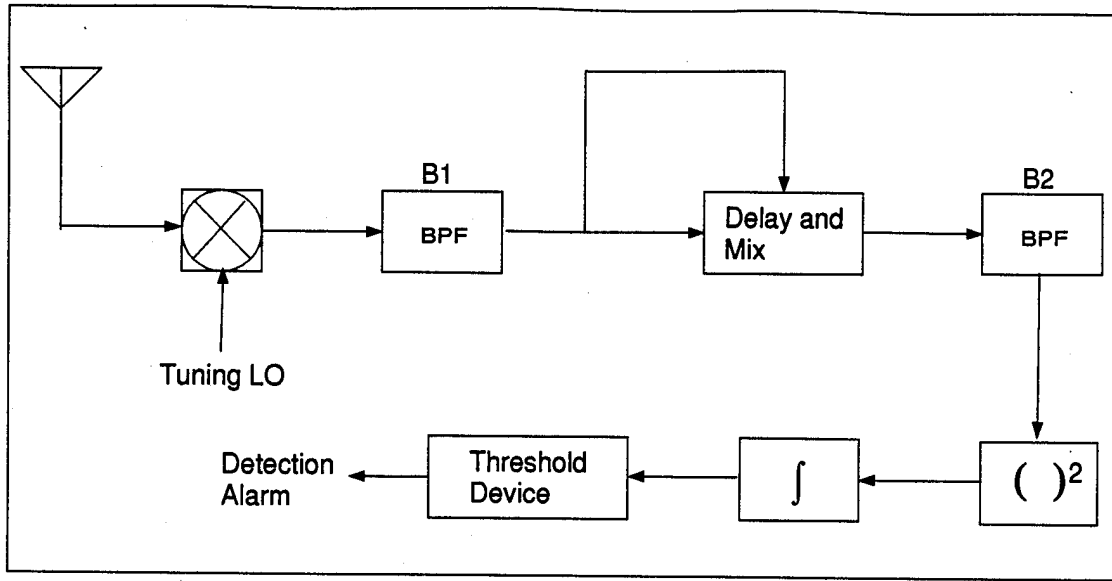 B1
BPF
Delay and
Mix
B2
BPF
Tuning LO
Detection
Alarm
Threshold
Device
∫
( )²